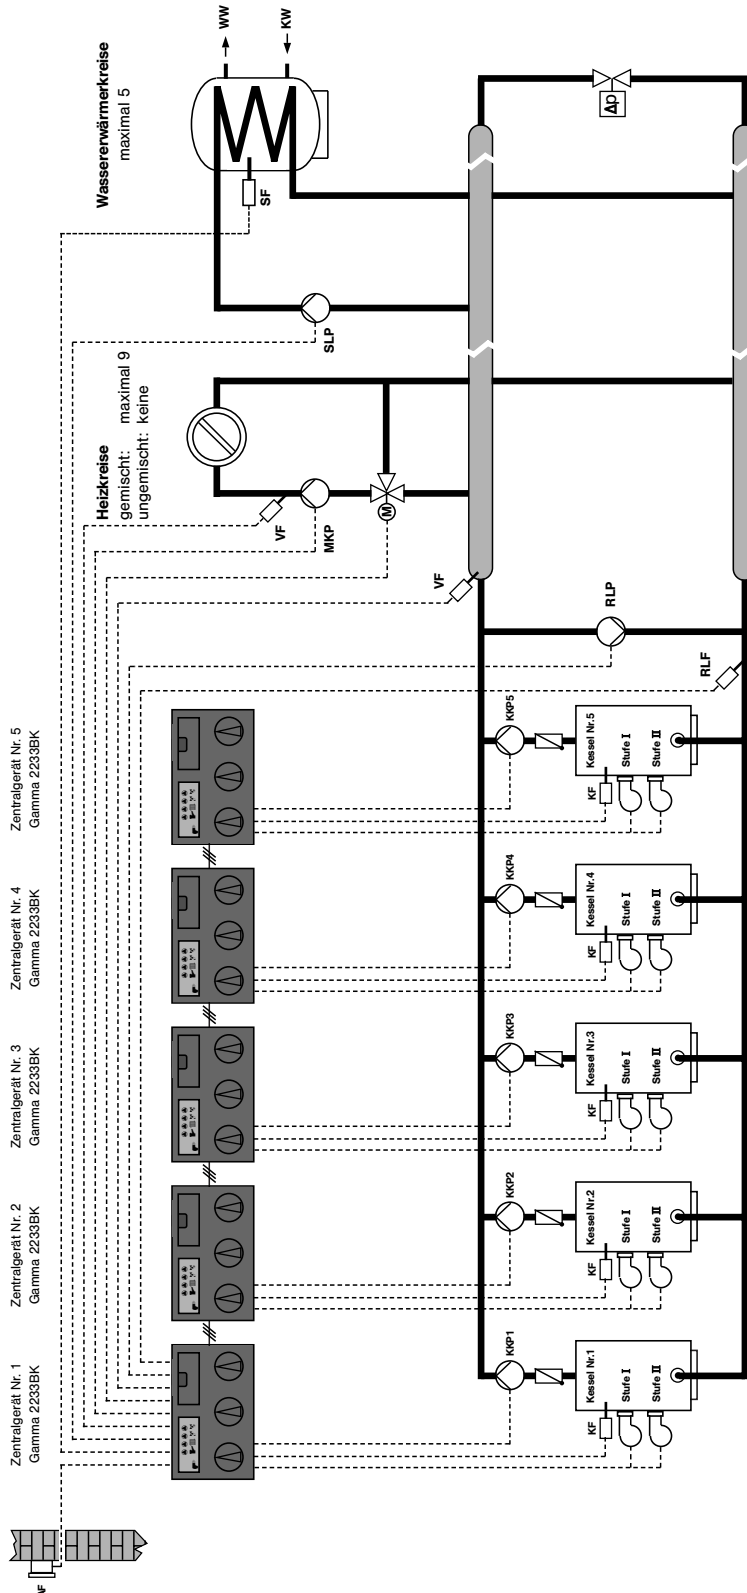 WW
KW
Wassererwärmerkreise
maximal 5
SF
Δp
SLP
Heizkreise
gemischt: maximal 9
ungemischt: keine
VF
MKP
M
VF
RLP
RLF
Zentralgerät Nr. 5
Gamma 2233BK
KKP5
Kessel Nr.5
KF
Stufe I
Stufe II
Zentralgerät Nr. 4
Gamma 2233BK
KKP4
Kessel Nr.4
KF
Stufe I
Stufe II
Zentralgerät Nr. 3
Gamma 2233BK
KKP3
Kessel Nr.3
KF
Stufe I
Stufe II
Zentralgerät Nr. 2
Gamma 2233BK
KKP2
Kessel Nr.2
KF
Stufe I
Stufe II
Zentralgerät Nr. 1
Gamma 2233BK
KKP1
Kessel Nr.1
KF
Stufe I
Stufe II